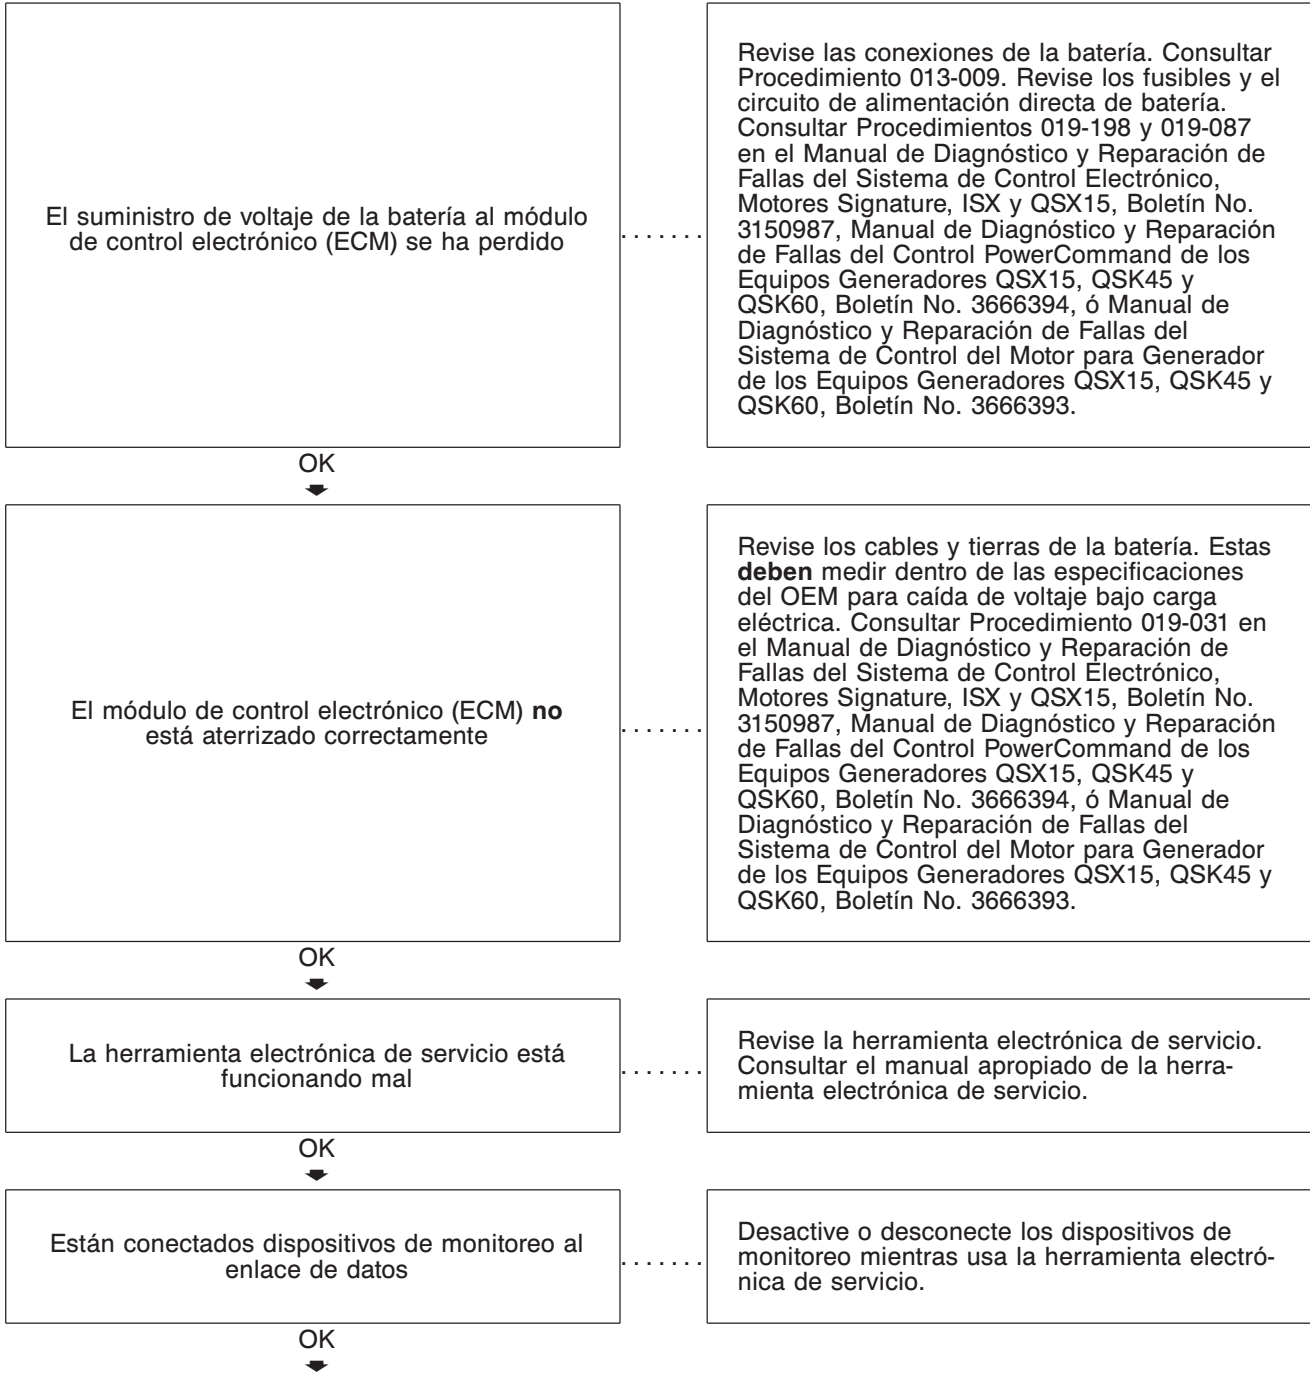 El suministro de voltaje de la batería al módulo
de control electrónico (ECM) se ha perdido
.......
Revise las conexiones de la batería. Consultar
Procedimiento 013-009. Revise los fusibles y el
circuito de alimentación directa de batería.
Consultar Procedimientos 019-198 y 019-087
en el Manual de Diagnóstico y Reparación de
Fallas del Sistema de Control Electrónico,
Motores Signature, ISX y QSX15, Boletín No.
3150987, Manual de Diagnóstico y Reparación
de Fallas del Control PowerCommand de los
Equipos Generadores QSX15, QSK45 y
QSK60, Boletín No. 3666394, ó Manual de
Diagnóstico y Reparación de Fallas del
Sistema de Control del Motor para Generador
de los Equipos Generadores QSX15, QSK45 y
QSK60, Boletín No. 3666393.
OK
El módulo de control electrónico (ECM) no
está aterrizado correctamente
.......
Revise los cables y tierras de la batería. Estas
deben medir dentro de las especificaciones
del OEM para caída de voltaje bajo carga
eléctrica. Consultar Procedimiento 019-031 en
el Manual de Diagnóstico y Reparación de
Fallas del Sistema de Control Electrónico,
Motores Signature, ISX y QSX15, Boletín No.
3150987, Manual de Diagnóstico y Reparación
de Fallas del Control PowerCommand de los
Equipos Generadores QSX15, QSK45 y
QSK60, Boletín No. 3666394, ó Manual de
Diagnóstico y Reparación de Fallas del
Sistema de Control del Motor para Generador
de los Equipos Generadores QSX15, QSK45 y
QSK60, Boletín No. 3666393.
OK
La herramienta electrónica de servicio está
funcionando mal
.......
Revise la herramienta electrónica de servicio.
Consultar el manual apropiado de la herra-
mienta electrónica de servicio.
OK
Están conectados dispositivos de monitoreo al
enlace de datos
.......
Desactive o desconecte los dispositivos de
monitoreo mientras usa la herramienta electró-
nica de servicio.
OK